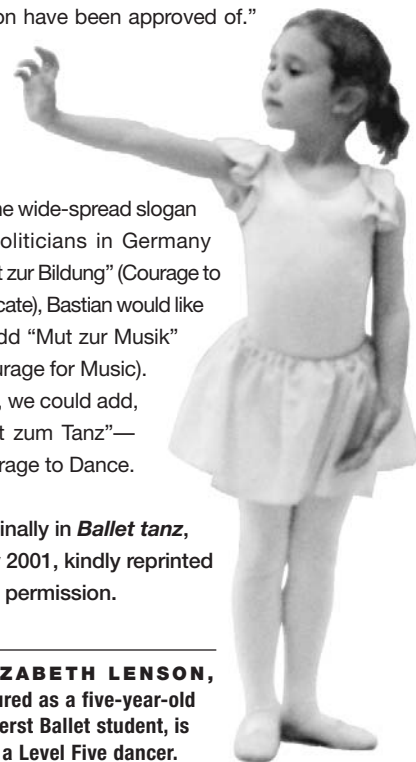 on have been approved of.”
ne wide-spread slogan
oliticians in Germany
t zur Bildung” (Courage to
cate), Bastian would like
dd “Mut zur Musik”
urage for Music).
, we could add,
t zum Tanz”—
rage to Dance.
inally in Ballet tanz,
2001, kindly reprinted
permission.
ZABETH LENSON,
ured as a five-year-old
erst Ballet student, is
a Level Five dancer.